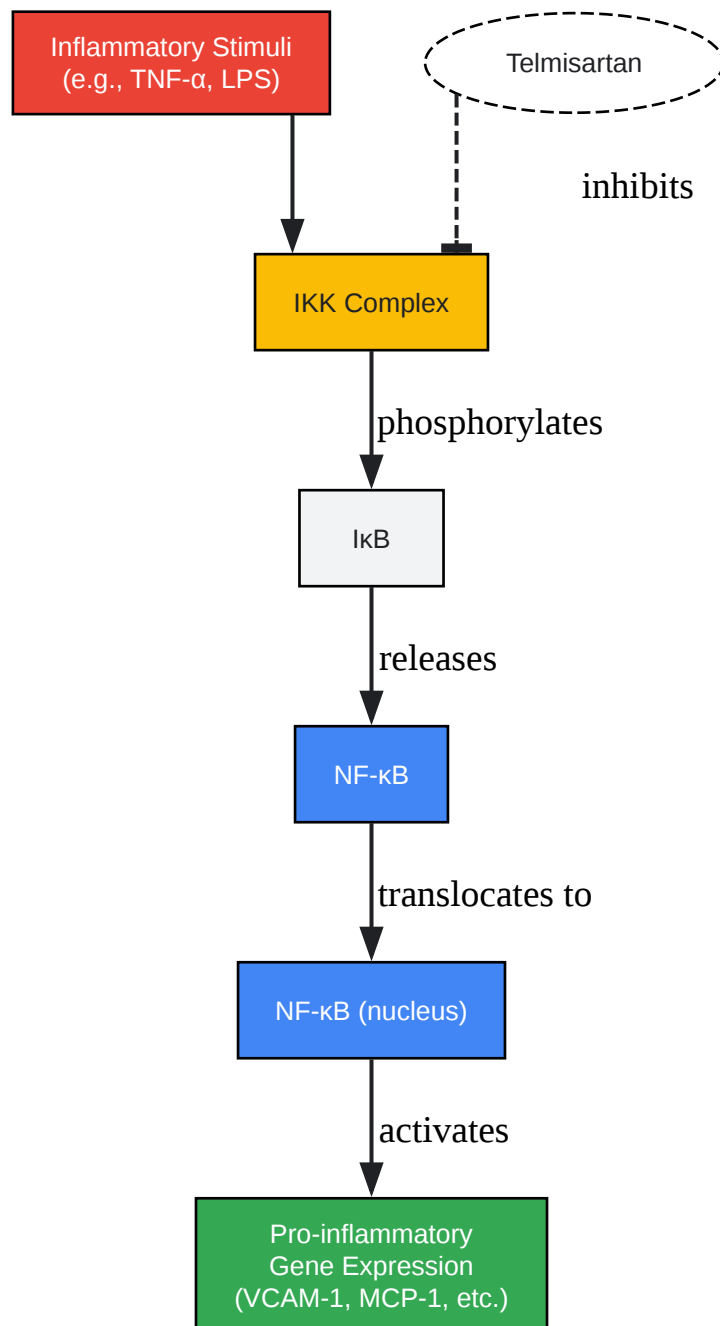 Inflammatory Stimuli
(e.g., TNF-α, LPS)
Telmisartan
inhibits
IKK Complex
phosphorylates
IκB
releases
NF-κB
translocates to
NF-κB (nucleus)
activates
Pro-inflammatory
Gene Expression
(VCAM-1, MCP-1, etc.)